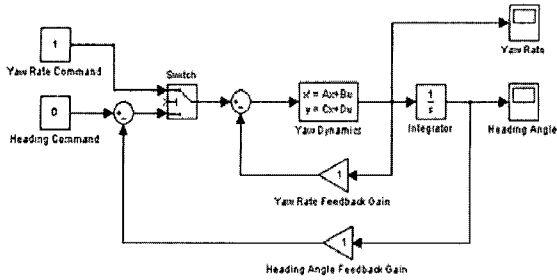 1
Yaw Rate Command
0
Heading Command
Switch
+
-
+
-
x' = Ax+Bu
y = Cx+Du
Yaw Dynamics
1
s
Integrator
Yaw Rate
Heading Angle
1
Yaw Rate Feedback Gain
1
Heading Angle Feedback Gain